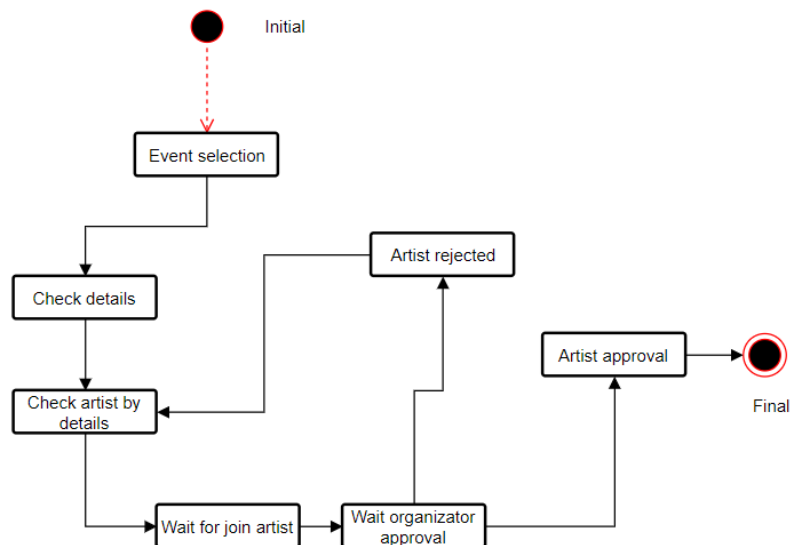 Initial
Event selection
Artist rejected
Check details
Artist approval
Check artist by
details
Final
Wait for join artist
Wait organizator
approval